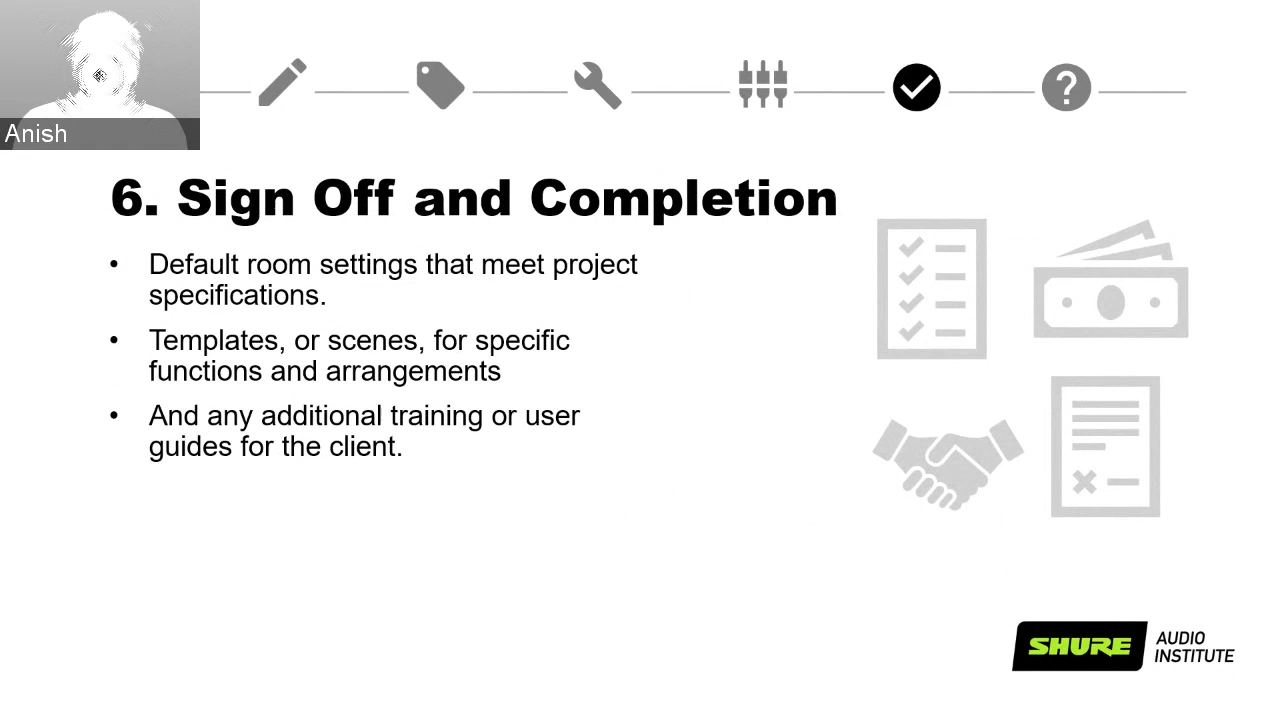 Anish
6. Sign Off and Completion
• Default room settings that meet project
specifications.
• Templates, or scenes, for specific
functions and arrangements
• And any additional training or user
guides for the client.
SHURE
AUDIO
INSTITUTE